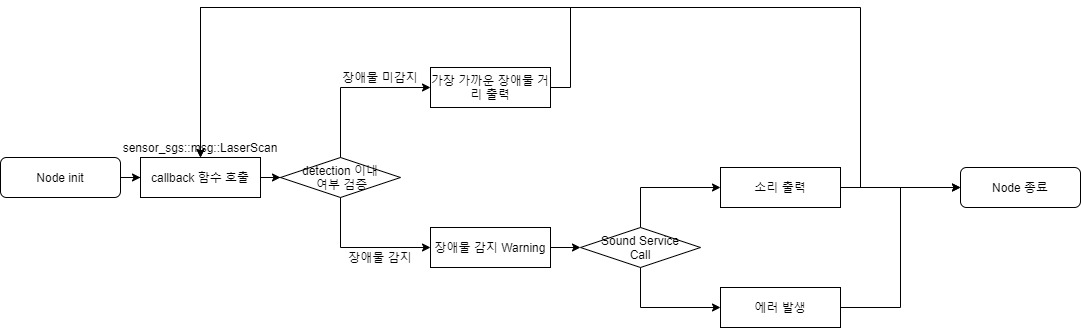 장애물 미감지
가장 가까운 장애물 거
리 출력
sensor_sgs::msg::LaserScan
Node init
callback 함수 호출
detection 이내
여부 검증
소리 출력
Node 종료
장애물 감지
장애물 감지 Warning
Sound Service
Call
에러 발생